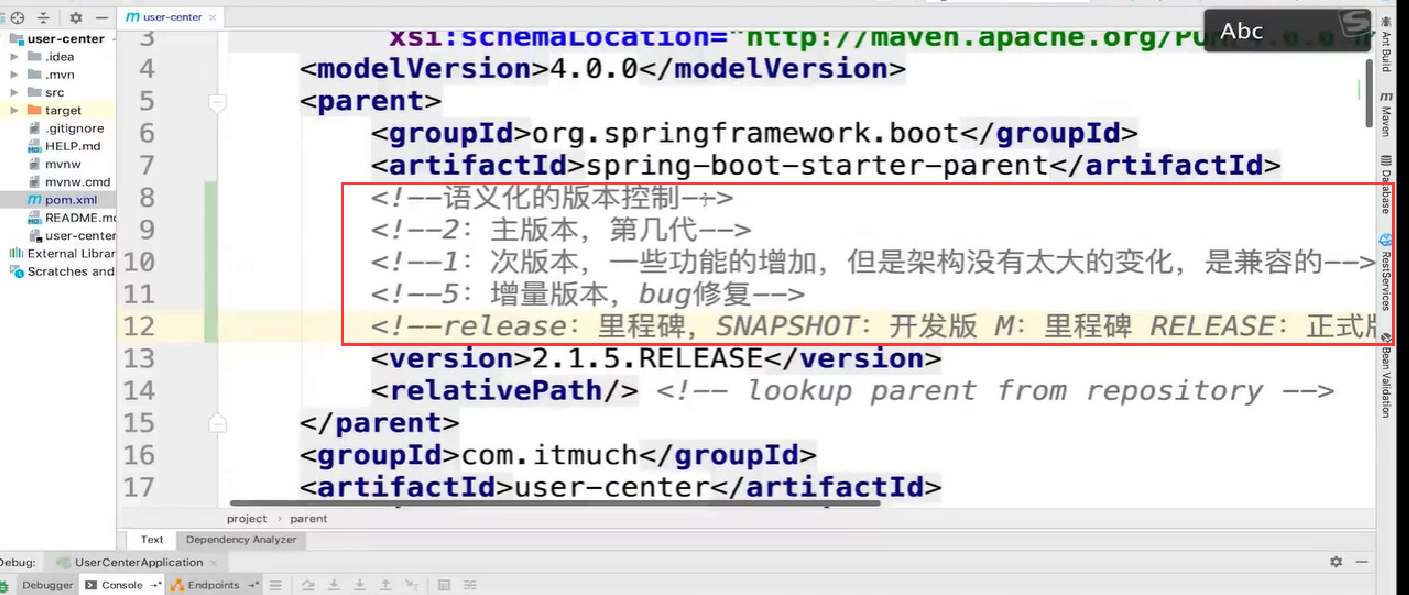 user-center
Abc
user-center
.idea
.mvn
src
target
.gitignore
HELP.md
mvnw
mvnw.cmd
pom.xml
README.md
user-center
External Librar
Scratches and
3 xsi:schemaLocation="http://maven.apache.org/POM
4 <modelVersion>4.0.0</modelVersion>
5 <parent>
6 <groupId>org.springframework.boot</groupId>
7 <artifactId>spring-boot-starter-parent</artifactId>
8 <!--语义化的版本控制-->
9 <!--2：主版本，第几代-->
10 <!--1：次版本，一些功能的增加，但是架构没有太大的变化，是兼容的-->
11 <!--5：增量版本，bug修复-->
12 <!--release：里程碑，SNAPSHOT：开发版 M：里程碑 RELEASE：正式版
13 <version>2.1.5.RELEASE</version>
14 <relativePath/> <!-- lookup parent from repository -->
15 </parent>
16 <groupId>com.itmuch</groupId>
17 <artifactId>user-center</artifactId>
project › parent
Text Dependency Analyzer
Debug: UserCenterApplication
Debugger Console Endpoints
Ant Build
Maven
Database
RestServices
Bean Validation